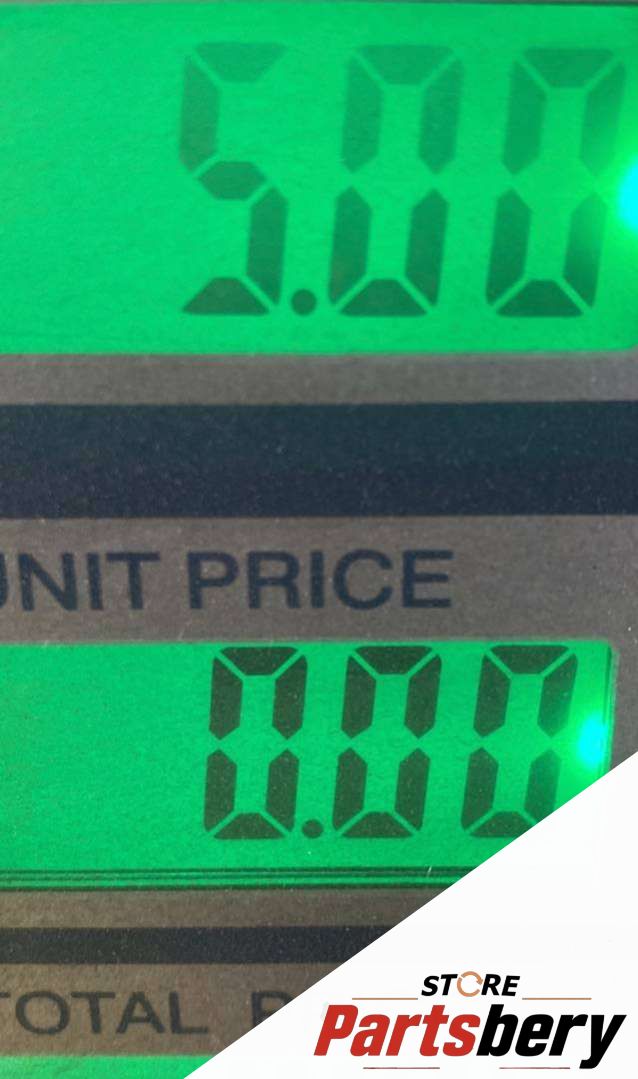 5.00
UNIT PRICE
0.00
TOTAL
STORE
Partsbery